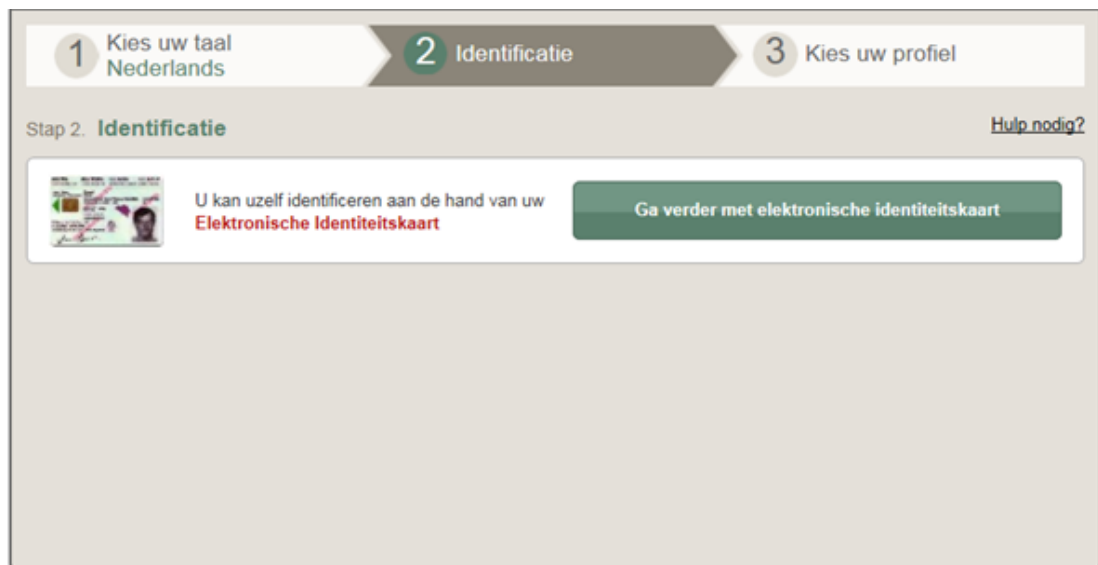 1 Kies uw taal
Nederlands
2 Identificatie
3 Kies uw profiel
Stap 2. Identificatie
Hulp nodig?
U kan uzelf identificeren aan de hand van uw
Elektronische Identiteitskaart
Ga verder met elektronische identiteitskaart